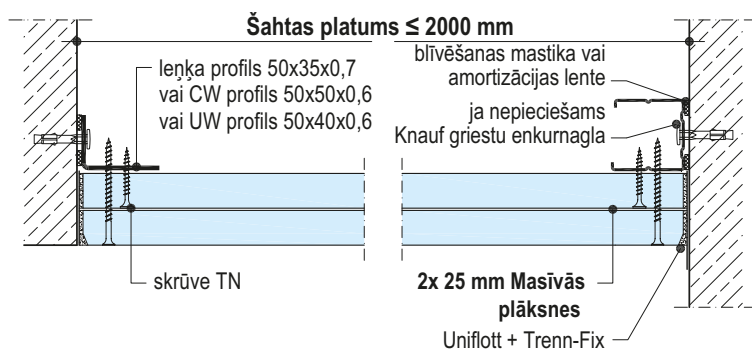 Šahtas platums ≤ 2000 mm
leņķa profils 50x35x0,7
vai CW profils 50x50x0,6
vai UW profils 50x40x0,6
blīvēšanas mastika vai
amortizācijas lente
ja nepieciešams
Knauf griestu enkurnagla
skrūve TN
2x 25 mm Masīvās
plāksnes
Uniflott + Trenn-Fix